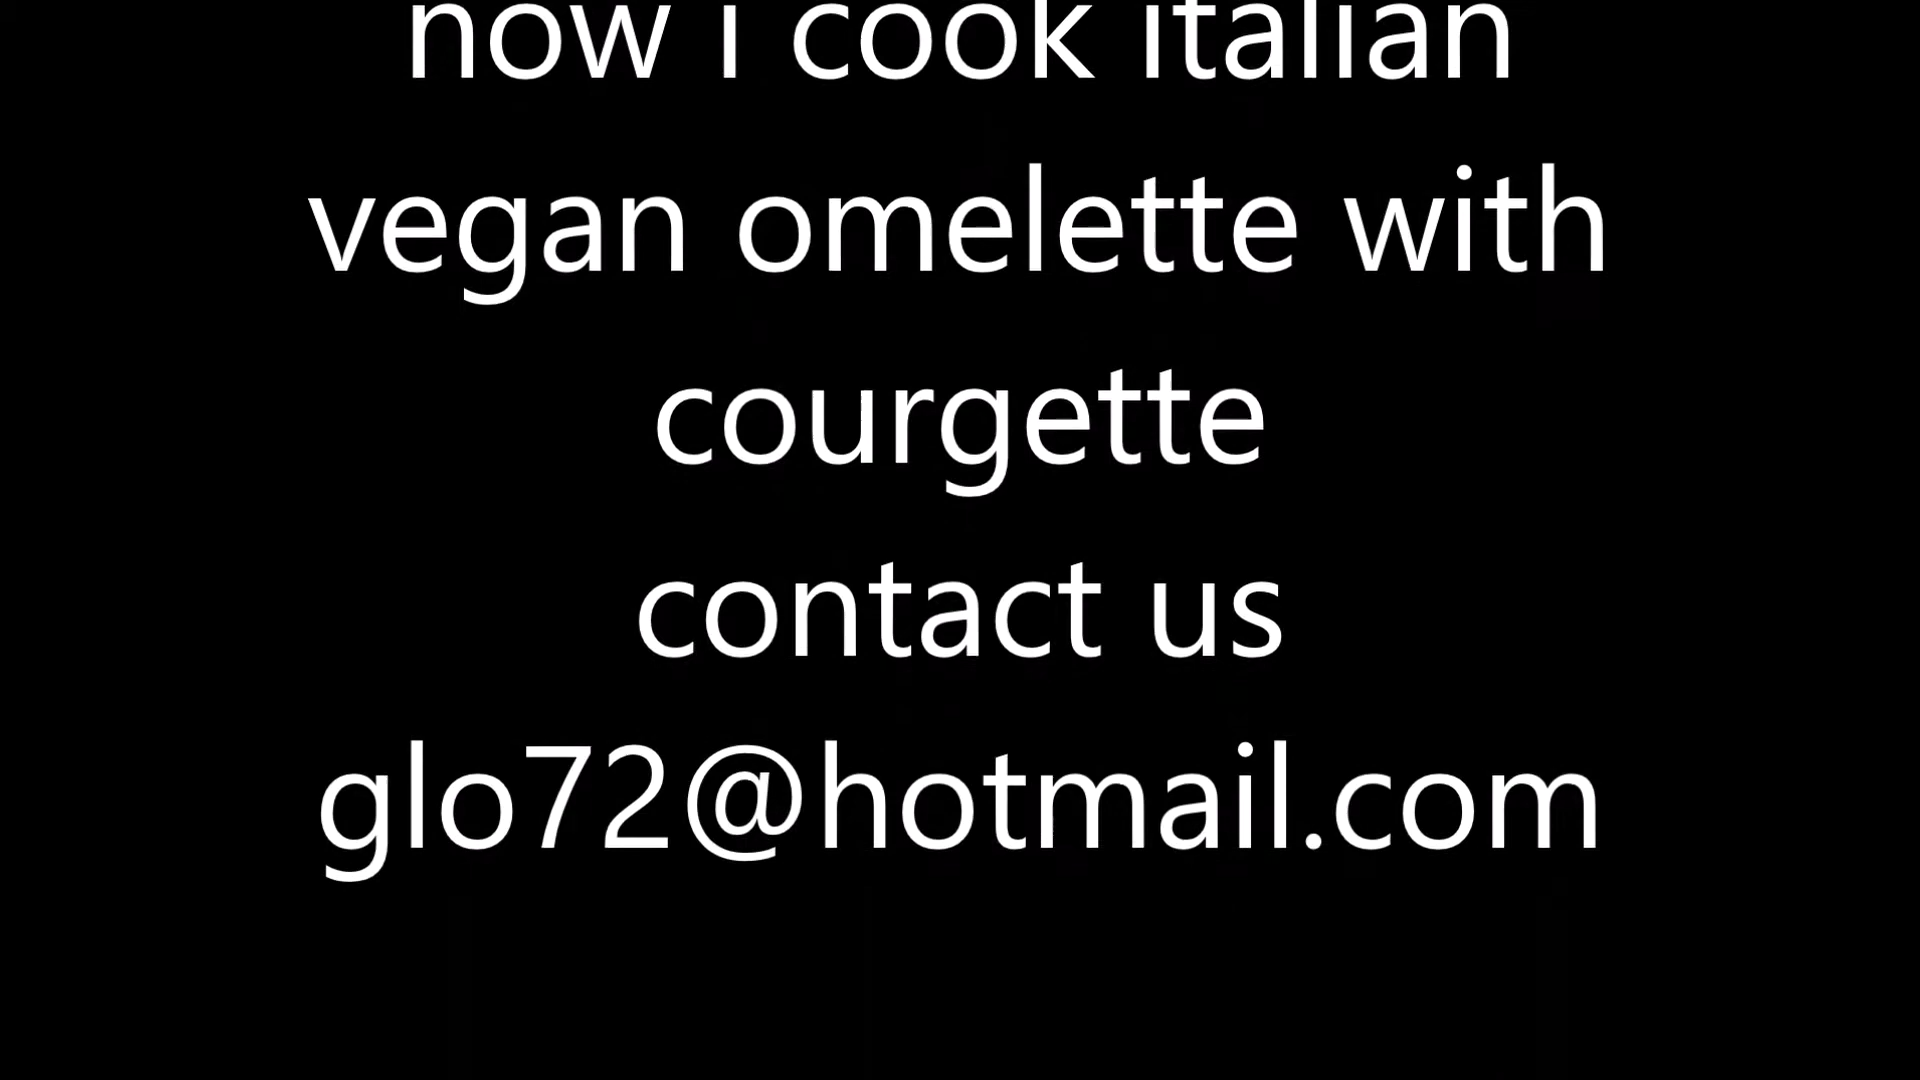 now i cook italian
vegan omelette with
courgette
contact us
glo72@hotmail.com